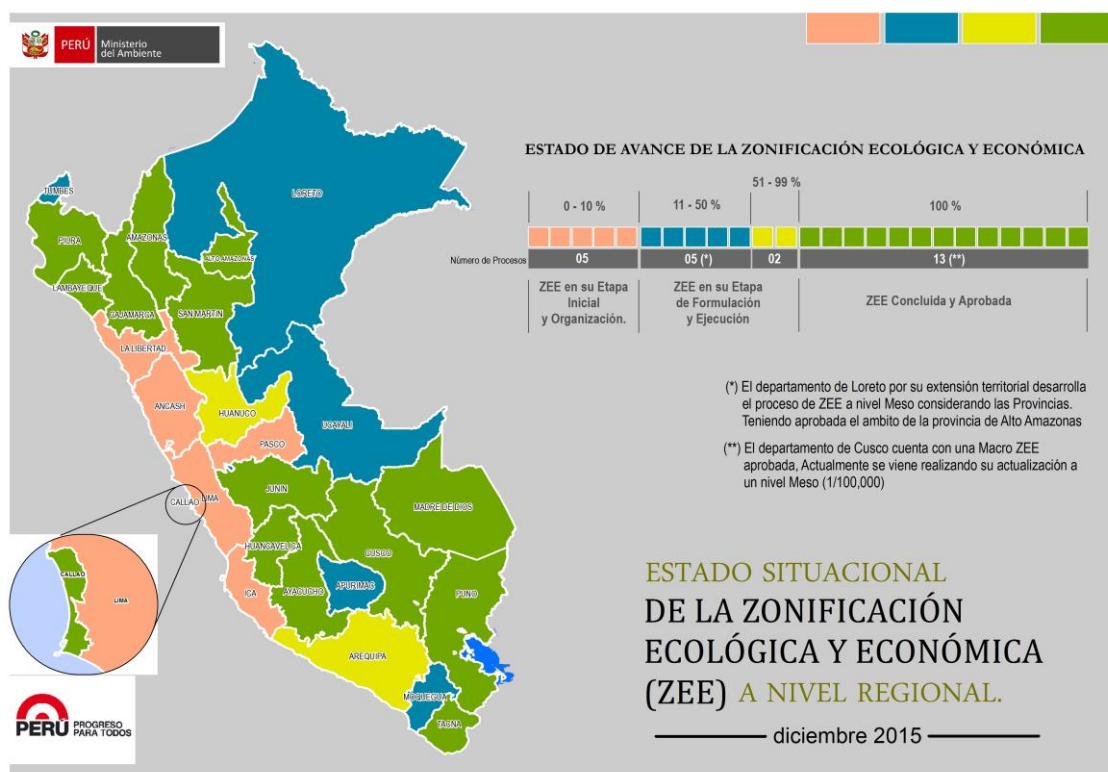 PERÚ
Ministerio
del Ambiente
ESTADO DE AVANCE DE LA ZONIFICACIÓN ECOLÓGICA Y ECONÓMICA
51 - 99 %
0 - 10 %
11 - 50 %
100 %
Número de Procesos
05
05 (*)
02
13 (**)
ZEE en su Etapa
Inicial
y Organización.
ZEE en su Etapa
de Formulación
y Ejecución
ZEE Concluida y Aprobada
(*) El departamento de Loreto por su extensión territorial desarrolla
el proceso de ZEE a nivel Meso considerando las Provincias.
Teniendo aprobada el ambito de la provincia de Alto Amazonas
(**) El departamento de Cusco cuenta con una Macro ZEE
aprobada, Actualmente se viene realizando su actualización a
un nivel Meso (1/100,000)
TUMBES
LORETO
PIURA
AMAZONAS
ALTO AMAZONAS
LAMBAYEQUE
CAJAMARCA
SAN MARTIN
LA LIBERTAD
ANCASH
HUANUCO
UCAYALI
PASCO
JUNIN
CALLAO
LIMA
MADRE DE DIOS
HUANCAVELICA
CUSCO
ICA
AYACUCHO
APURIMAC
PUNO
AREQUIPA
MOQUEGUA
TACNA
CALLAO
LIMA
ESTADO SITUACIONAL
DE LA ZONIFICACIÓN
ECOLÓGICA Y ECONÓMICA
(ZEE) A NIVEL REGIONAL.
diciembre 2015
PERÚ
PROGRESO
PARA TODOS